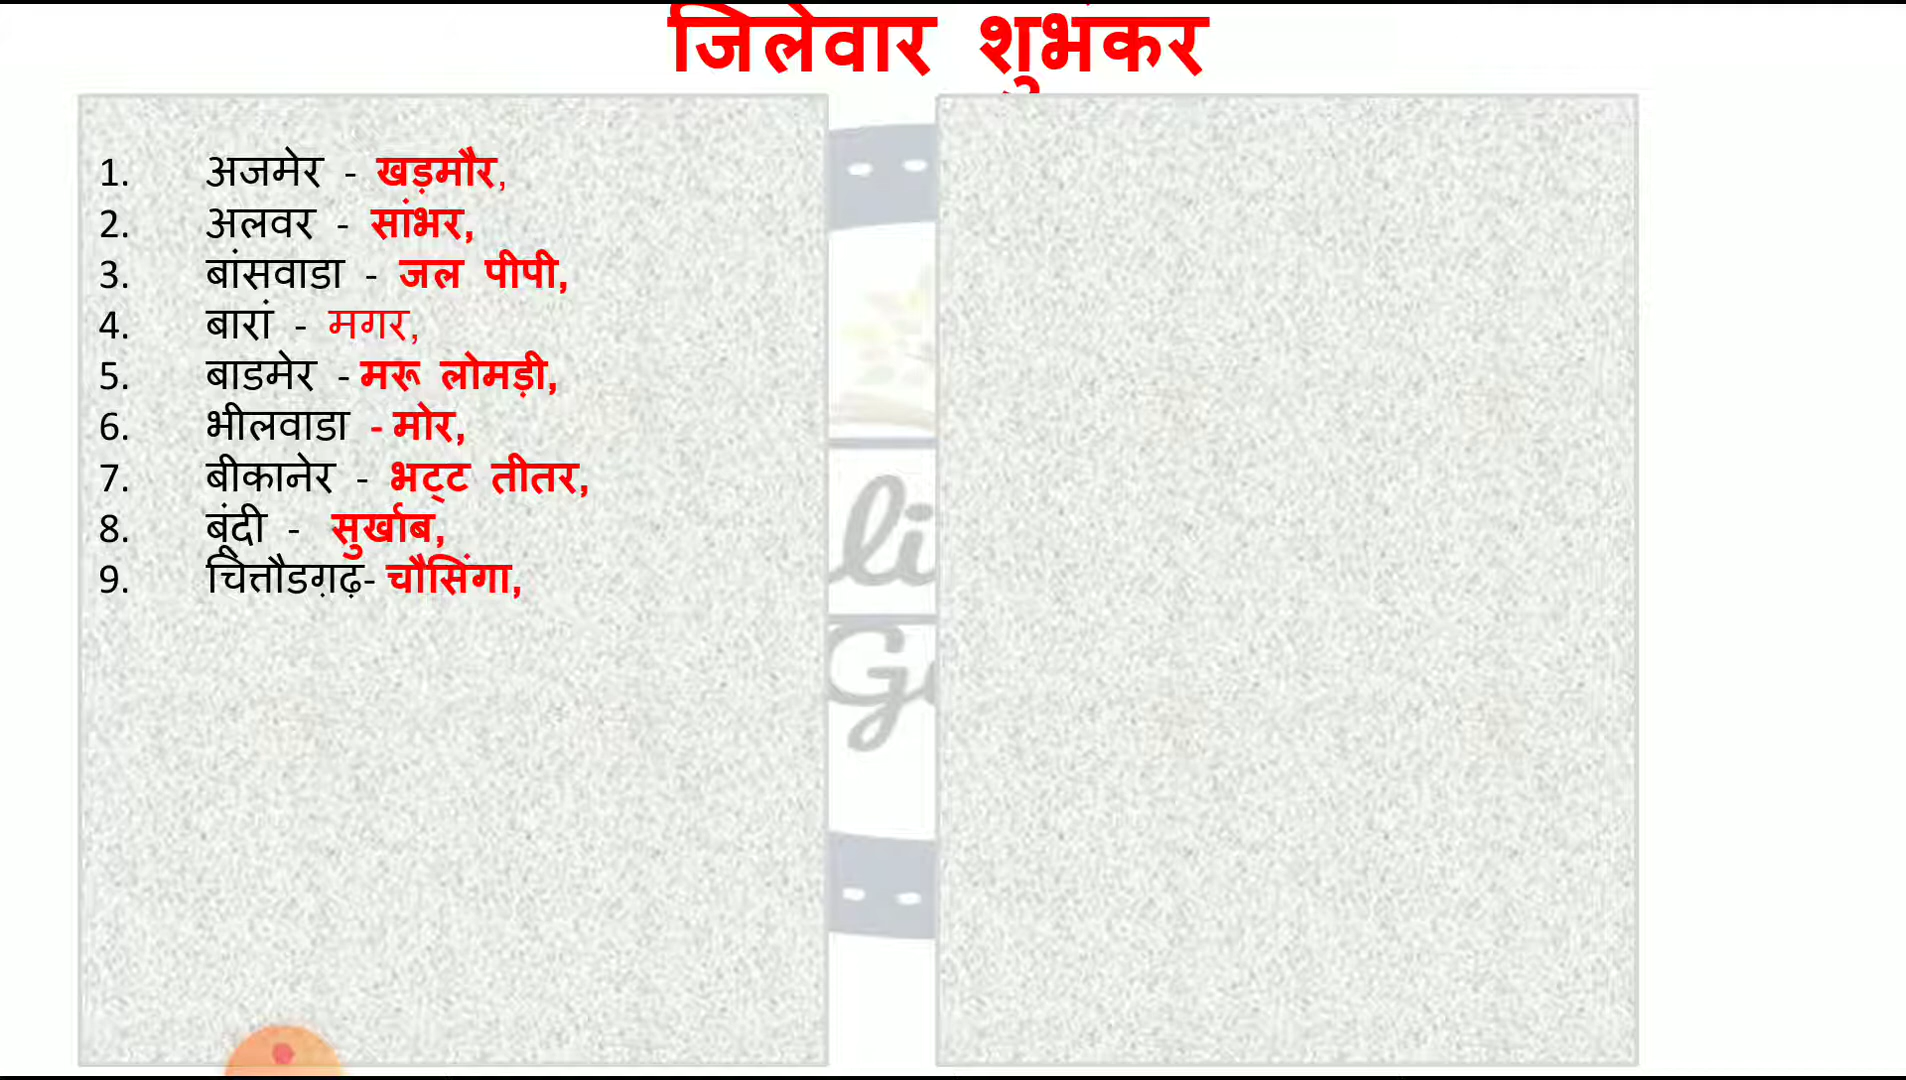 जिलेवार शुभंकर
1. अजमेर - खड़मौर,
2. अलवर - सांभर,
3. बांसवाडा - जल पीपी,
4. बारां - मगर,
5. बाडमेर - मरू लोमड़ी,
6. भीलवाडा - मोर,
7. बीकानेर - भट्ट तीतर,
8. बूंदी - सुर्खाब,
9. चित्तौडग़ढ़- चौसिंगा,
li
G